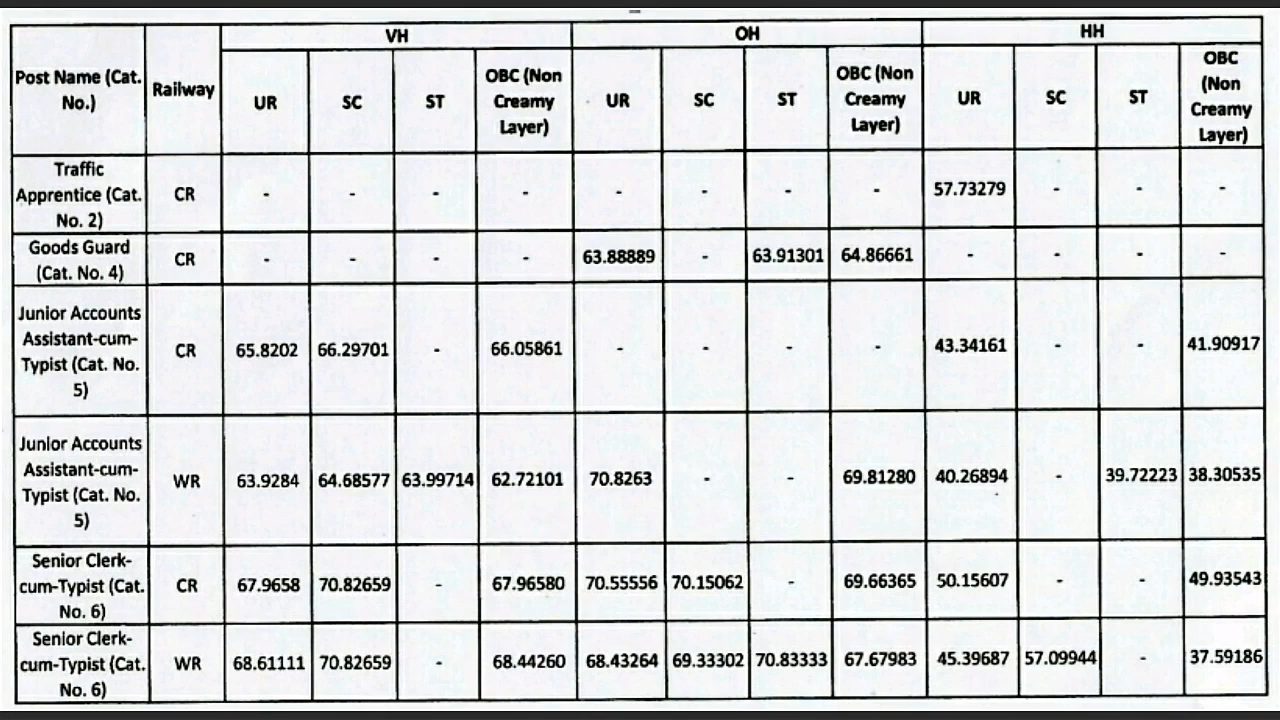 VH OH HH
Post Name (Cat. No.) Railway UR SC ST OBC (Non Creamy Layer) UR SC ST OBC (Non Creamy Layer) UR SC ST OBC (Non Creamy Layer)
Traffic Apprentice (Cat. No. 2) CR - - - - - - - - 57.73279 - - -
Goods Guard (Cat. No. 4) CR - - - - 63.88889 - 63.91301 64.86661 - - - -
Junior Accounts Assistant-cum-Typist (Cat. No. 5) CR 65.8202 66.29701 - 66.05861 - - - - 43.34161 - - 41.90917
Junior Accounts Assistant-cum-Typist (Cat. No. 5) WR 63.9284 64.68577 63.99714 62.72101 70.8263 - - 69.81280 40.26894 - 39.72223 38.30535
Senior Clerk-cum-Typist (Cat. No. 6) CR 67.9658 70.82659 - 67.96580 70.55556 70.15062 - 69.66365 50.15607 - - 49.93543
Senior Clerk-cum-Typist (Cat. No. 6) WR 68.61111 70.82659 - 68.44260 68.43264 69.33302 70.83333 67.67983 45.39687 57.09944 - 37.59186